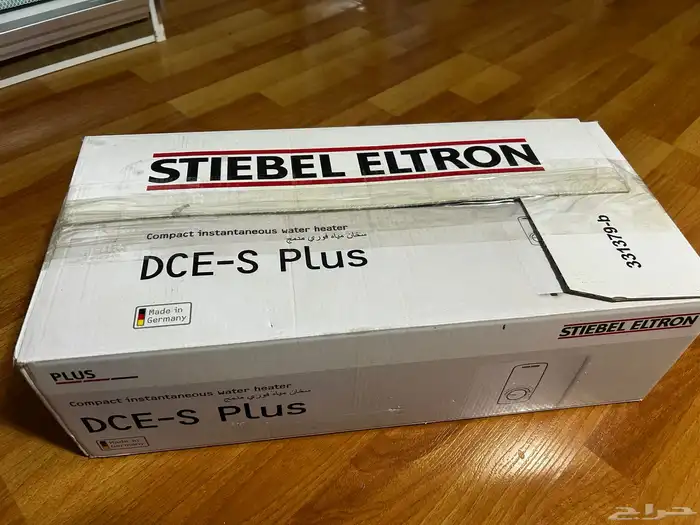 STIEBEL ELTRON
Compact instantaneous water heater
سخان مياه فوري مدمج
DCE-S Plus
Made in
Germany
331379-b
STIEBEL ELTRON
PLUS
Compact instantaneous water heater
سخان مياه فوري مدمج
DCE-S Plus
Made in
Germany
حراج